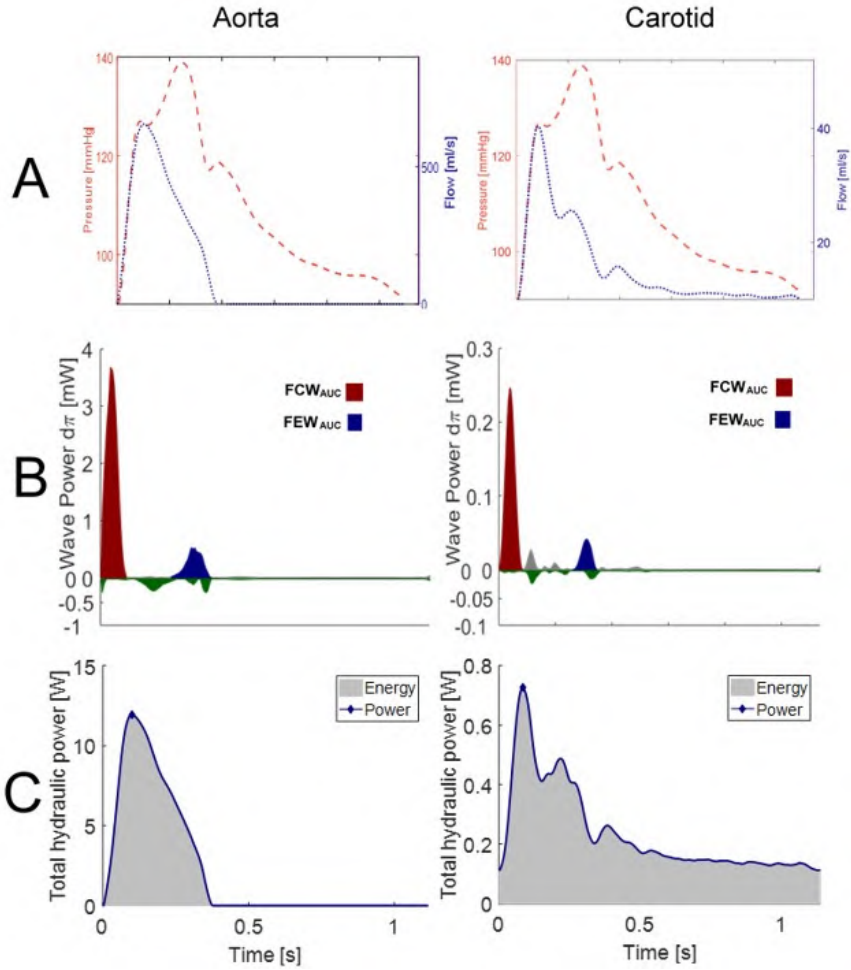 Aorta
Carotid
A
140
120
100
Pressure [mmHg]
500
0
Flow [ml/s]
140
120
100
Pressure [mmHg]
40
20
Flow [ml/s]
B
4
3
2
1
0 0
-0.5
-1
Wave Power dπ [mW]
FCWAUC
FEWAUC
0.3
0.2
0.1
0 0
-0.05
-0.1
Wave Power dπ [mW]
FCWAUC
FEWAUC
C
15
10
5
0
Total hydraulic power [W]
Energy
Power
0
0.5
1
Time [s]
0.8
0.6
0.4
0.2
0
Total hydraulic power [W]
Energy
Power
0
0.5
1
Time [s]